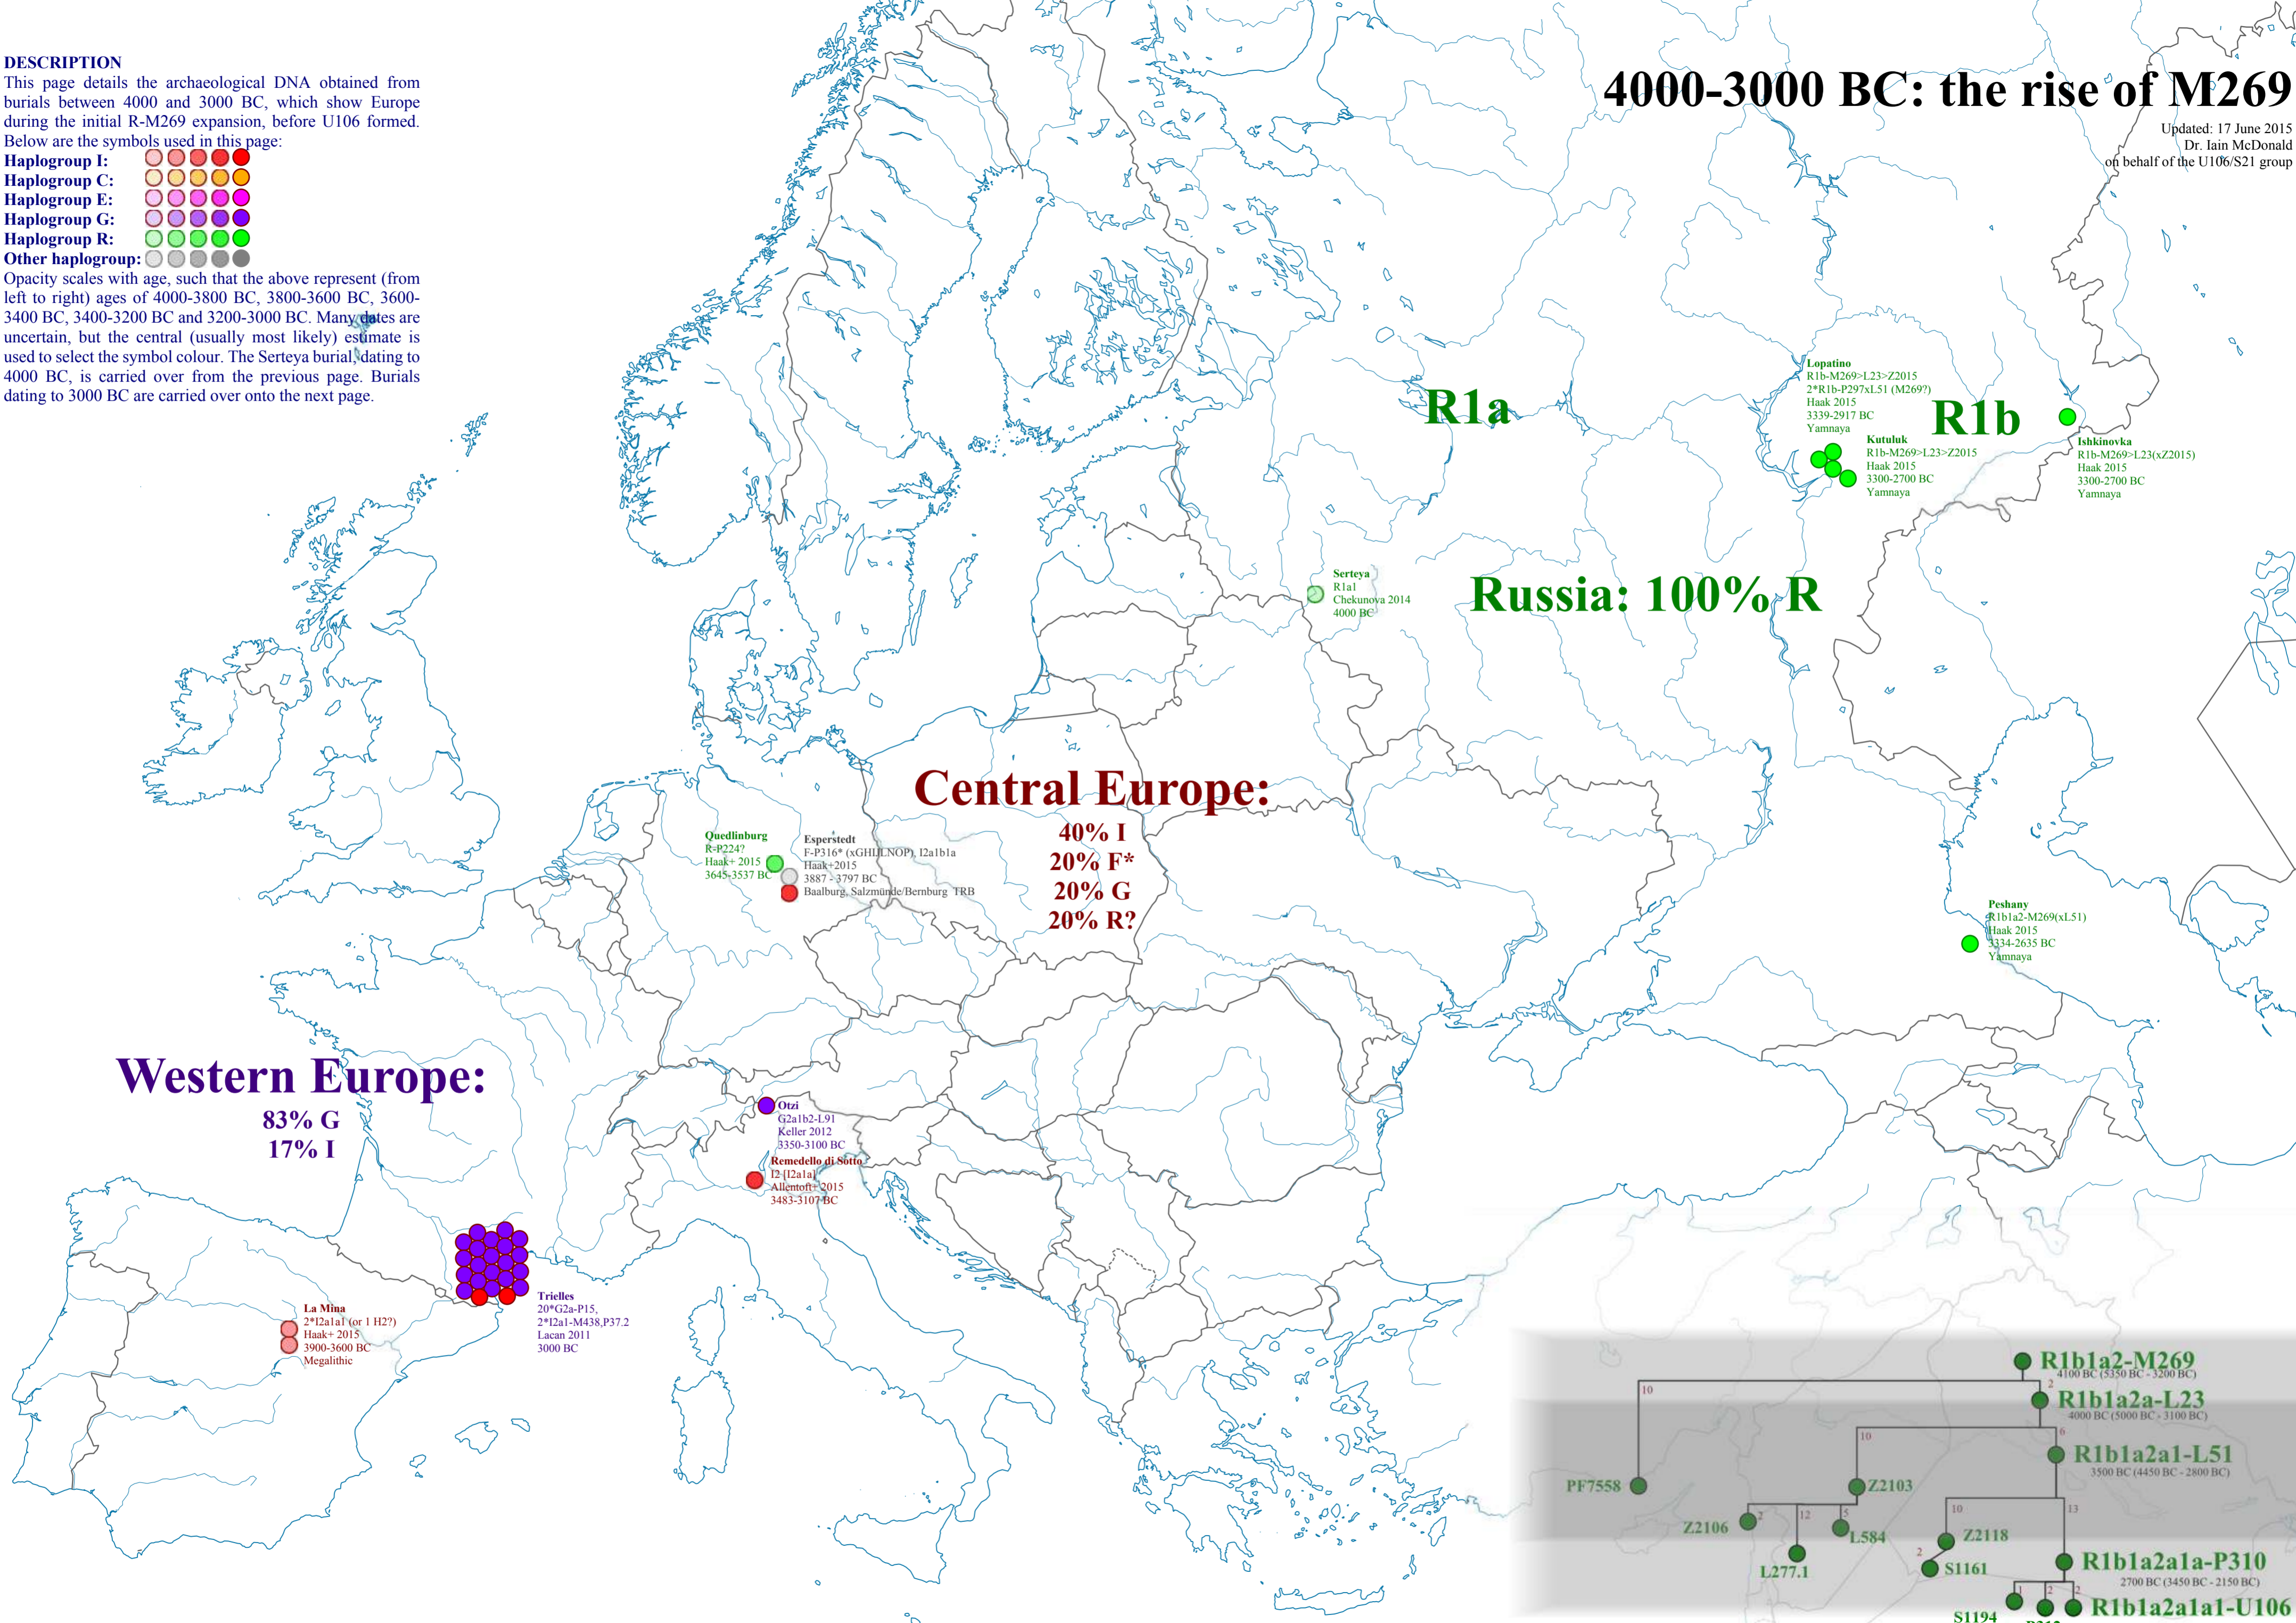 DESCRIPTION
This page details the archaeological DNA obtained from
burials between 4000 and 3000 BC, which show Europe
during the initial R-M269 expansion, before U106 formed.
Below are the symbols used in this page:
Haplogroup I:
Haplogroup C:
Haplogroup E:
Haplogroup G:
Haplogroup R:
Other haplogroup:
Opacity scales with age, such that the above represent (from
left to right) ages of 4000-3800 BC, 3800-3600 BC, 3600-
3400 BC, 3400-3200 BC and 3200-3000 BC. Many dates are
uncertain, but the central (usually most likely) estimate is
used to select the symbol colour. The Serteya burial, dating to
4000 BC, is carried over from the previous page. Burials
dating to 3000 BC are carried over onto the next page.
4000-3000 BC: the rise of M269
Updated: 17 June 2015
Dr. Iain McDonald
on behalf of the U106/S21 group
R1a
Lopatino
R1b-M269>L23>Z2015
2*R1b-P297xL51 (M269?)
Haak 2015
3339-2917 BC
Yamnaya
R1b
Kutuluk
R1b-M269>L23>Z2015
Haak 2015
3300-2700 BC
Yamnaya
Ishkinovka
R1b-M269>L23(xZ2015)
Haak 2015
3300-2700 BC
Yamnaya
Serteya
R1a1
Chekunova 2014
4000 BC
Russia: 100% R
Central Europe:
40% I
20% F*
20% G
20% R?
Quedlinburg
R-P224?
Haak+ 2015
3645-3537 BC
Esperstedt
F-P316* (xGHIJLNOP), I2a1b1a
Haak+2015
3887 - 3797 BC
Baalburg, Salzmünde/Bernburg TRB
Peshany
R1b1a2-M269(xL51)
Haak 2015
3334-2635 BC
Yamnaya
Western Europe:
83% G
17% I
Otzi
G2a1b2-L91
Keller 2012
3350-3100 BC
Remedello di Sotto
I2 [I2a1a]
Allentoft+ 2015
3483-3107 BC
Trielles
20*G2a-P15,
2*I2a1-M438,P37.2
Lacan 2011
3000 BC
La Mina
2*I2a1a1 (or 1 H2?)
Haak+ 2015
3900-3600 BC
Megalithic
R1b1a2-M269
4100 BC (5350 BC - 3200 BC)
10
2
R1b1a2a-L23
4000 BC (5000 BC - 3100 BC)
10
6
R1b1a2a1-L51
3500 BC (4450 BC - 2800 BC)
PF7558
Z2103
Z2106
2
12
5
L584
L277.1
10
13
Z2118
2
S1161
R1b1a2a1a-P310
2700 BC (3450 BC - 2150 BC)
1
2
2
S1194
R1b1a2a1a1-U106